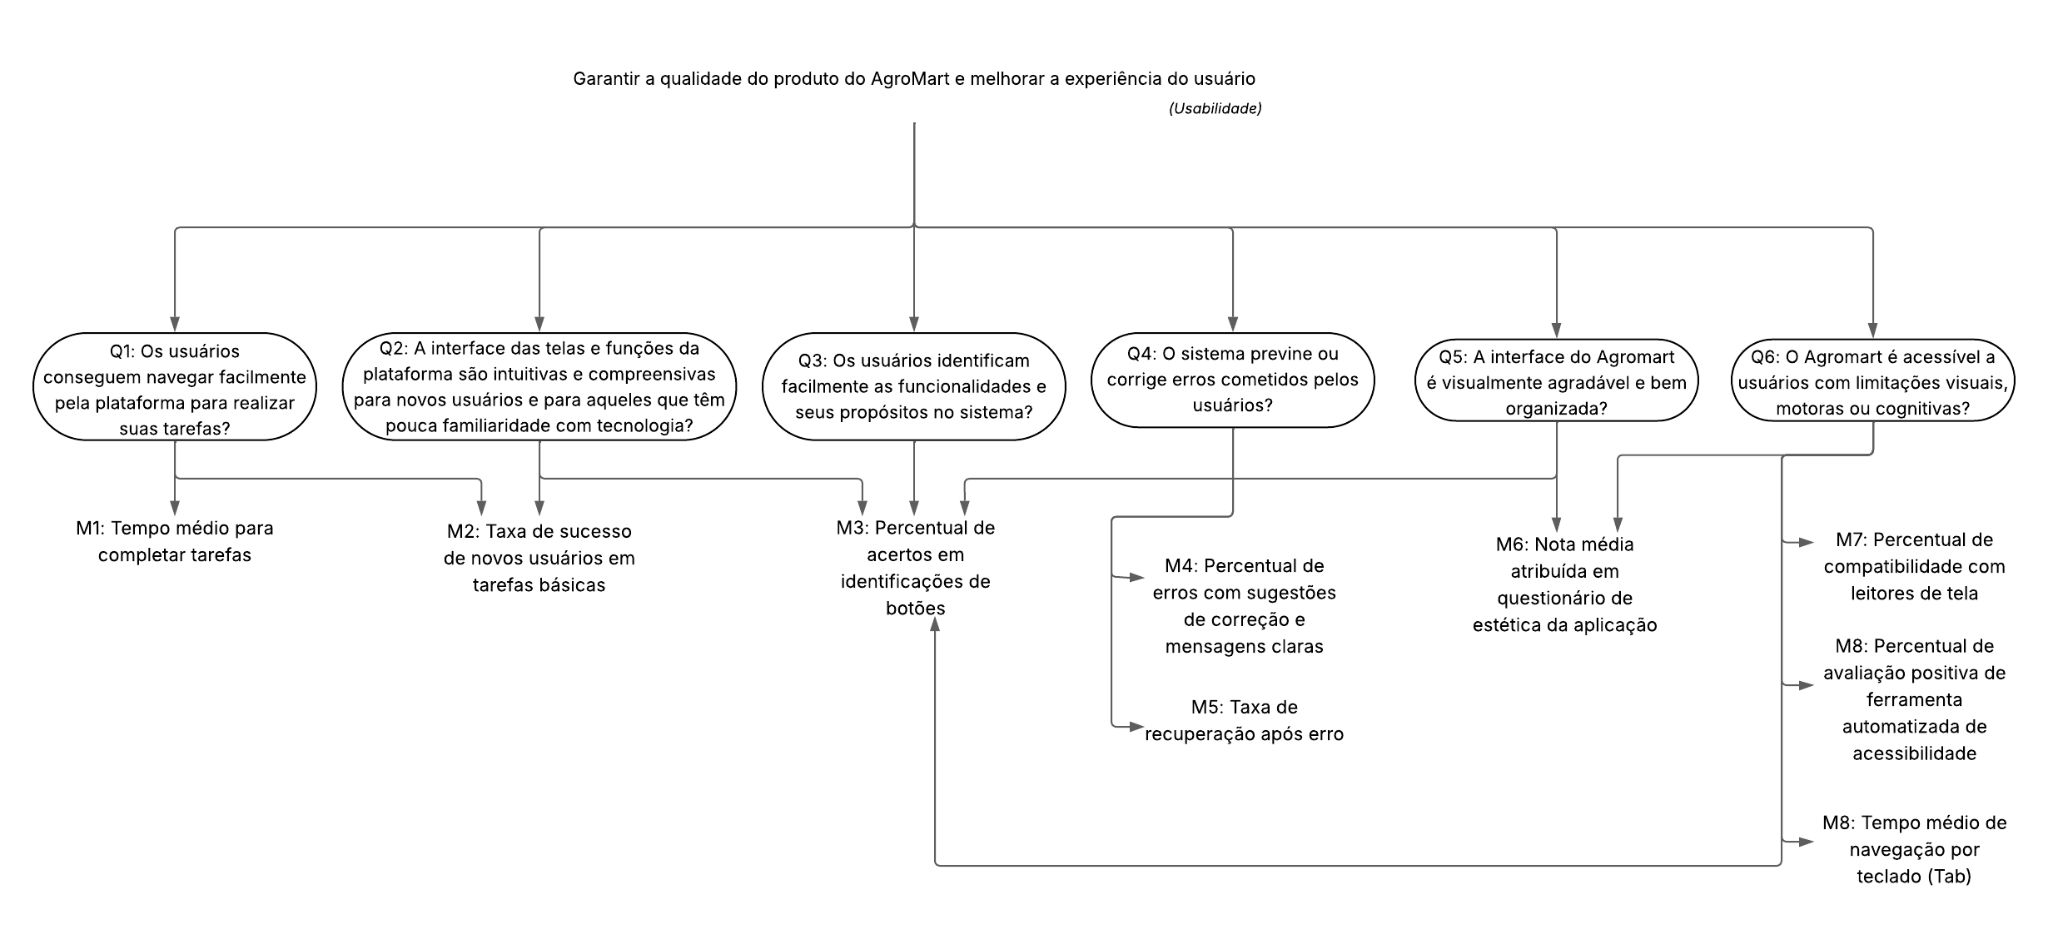 Garantir a qualidade do produto do AgroMart e melhorar a experiência do usuário
(Usabilidade)
Q1: Os usuários
conseguem navegar facilmente
pela plataforma para realizar
suas tarefas?
Q2: A interface das telas e funções da
plataforma são intuitivas e compreensivas
para novos usuários e para aqueles que têm
pouca familiaridade com tecnologia?
Q3: Os usuários identificam
facilmente as funcionalidades e
seus propósitos no sistema?
Q4: O sistema previne ou
corrige erros cometidos pelos
usuários?
Q5: A interface do Agromart
é visualmente agradável e bem
organizada?
Q6: O Agromart é acessível a
usuários com limitações visuais,
motoras ou cognitivas?
M1: Tempo médio para
completar tarefas
M2: Taxa de sucesso
de novos usuários em
tarefas básicas
M3: Percentual de
acertos em
identificações de
botões
M4: Percentual de
erros com sugestões
de correção e
mensagens claras
M5: Taxa de
recuperação após erro
M6: Nota média
atribuída em
questionário de
estética da aplicação
M7: Percentual de
compatibilidade com
leitores de tela
M8: Percentual de
avaliação positiva de
ferramenta
automatizada de
acessibilidade
M8: Tempo médio de
navegação por
teclado (Tab)